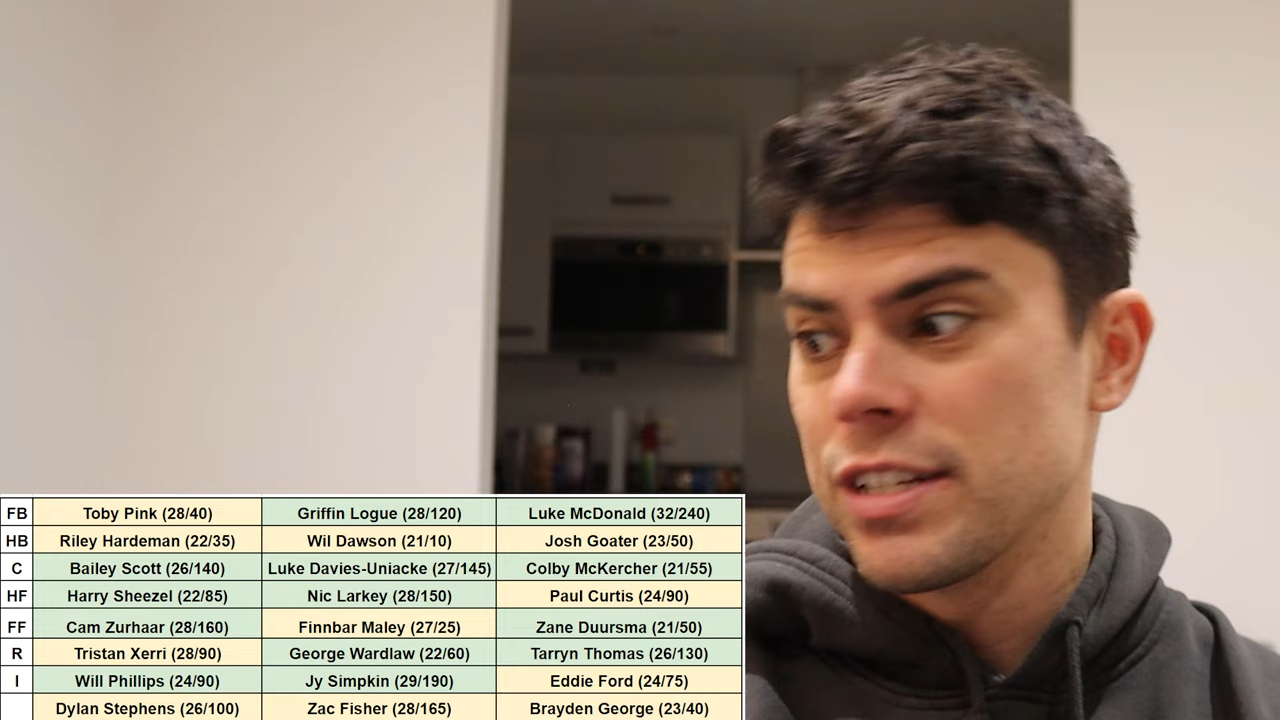 FB Toby Pink (28/40) Griffin Logue (28/120) Luke McDonald (32/240)
HB Riley Hardeman (22/35) Wil Dawson (21/10) Josh Goater (23/50)
C Bailey Scott (26/140) Luke Davies-Uniacke (27/145) Colby McKercher (21/55)
HF Harry Sheezel (22/85) Nic Larkey (28/150) Paul Curtis (24/90)
FF Cam Zurhaar (28/160) Finnbar Maley (27/25) Zane Duursma (21/50)
R Tristan Xerri (28/90) George Wardlaw (22/60) Tarryn Thomas (26/130)
I Will Phillips (24/90) Jy Simpkin (29/190) Eddie Ford (24/75)
Dylan Stephens (26/100) Zac Fisher (28/165) Brayden George (23/40)